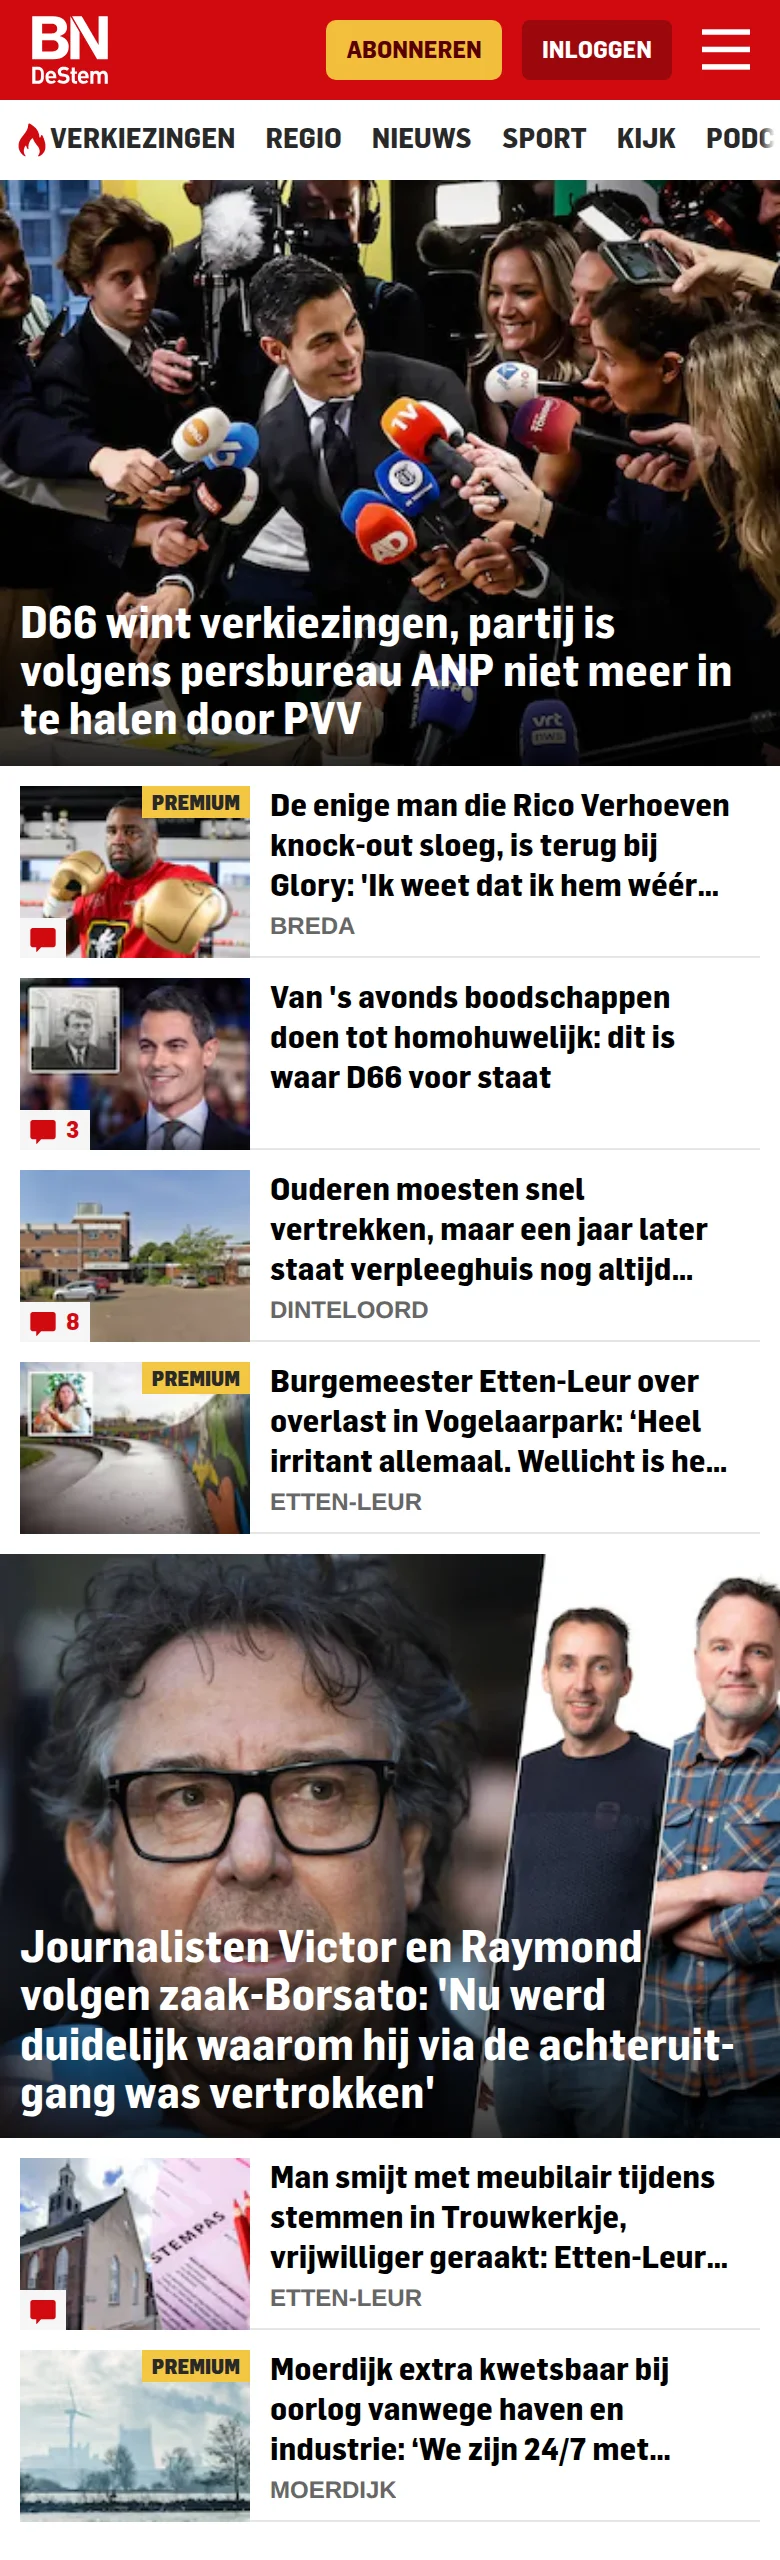 BN
DeStem
ABONNEREN
INLOGGEN
VERKIEZINGEN REGIO NIEUWS SPORT KIJK PODC
TV
AD
vrt
nws
D66 wint verkiezingen, partij is
volgens persbureau ANP niet meer in
te halen door PVV
PREMIUM
De enige man die Rico Verhoeven
knock-out sloeg, is terug bij
Glory: 'Ik weet dat ik hem wéér...
BREDA
Van 's avonds boodschappen
doen tot homohuwelijk: dit is
waar D66 voor staat
3
Ouderen moesten snel
vertrekken, maar een jaar later
staat verpleeghuis nog altijd...
DINTELOORD
8
PREMIUM
Burgemeester Etten-Leur over
overlast in Vogelaarpark: ‘Heel
irritant allemaal. Wellicht is he...
ETTEN-LEUR
Journalisten Victor en Raymond
volgen zaak-Borsato: 'Nu werd
duidelijk waarom hij via de achteruit-
gang was vertrokken'
STEMPAS
Man smijt met meubilair tijdens
stemmen in Trouwkerkje,
vrijwilliger geraakt: Etten-Leur...
ETTEN-LEUR
PREMIUM
Moerdijk extra kwetsbaar bij
oorlog vanwege haven en
industrie: ‘We zijn 24/7 met...
MOERDIJK